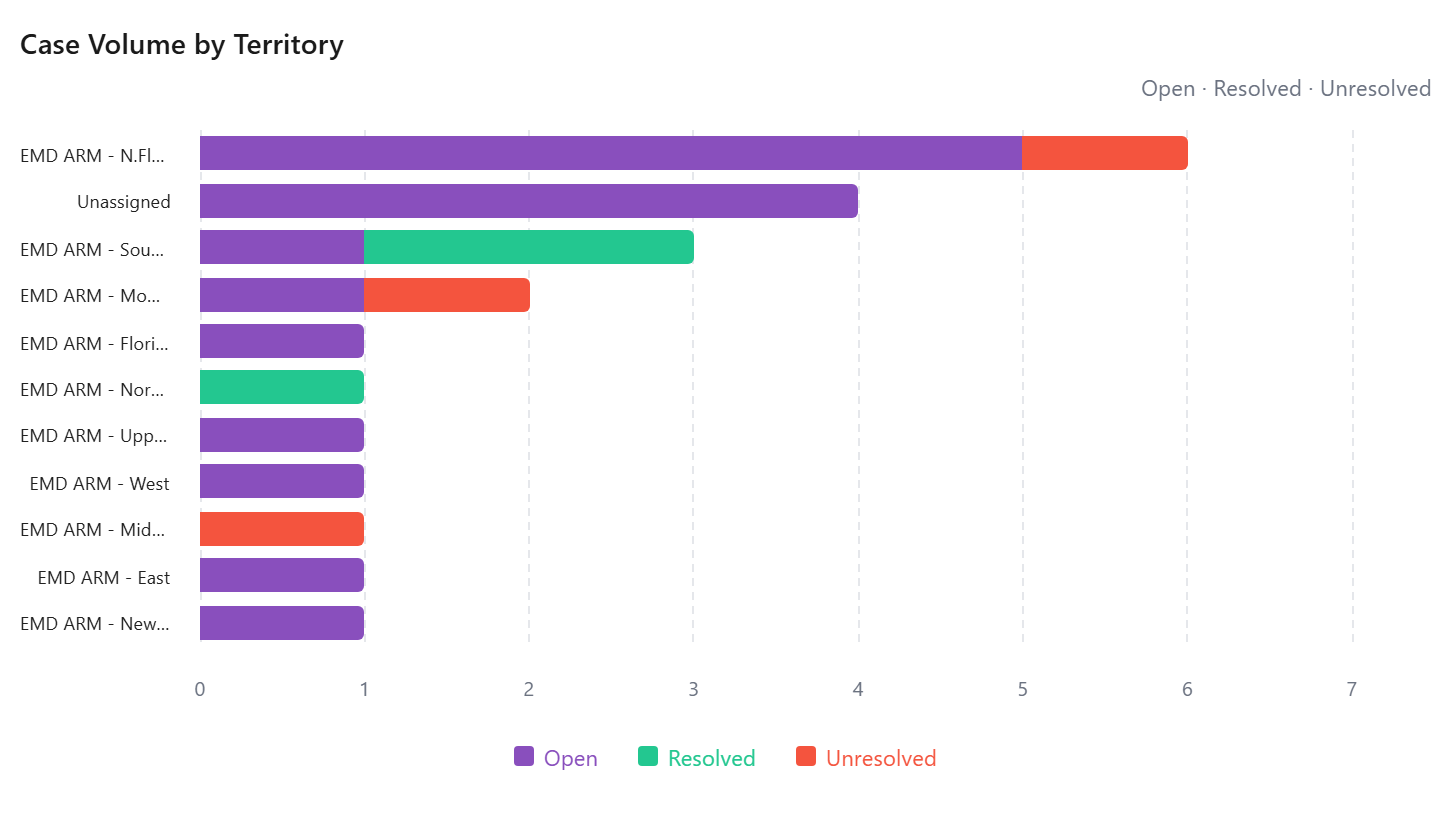 Case Volume by Territory
Open · Resolved · Unresolved
EMD ARM - N.Fl...
Unassigned
EMD ARM - Sou...
EMD ARM - Mo...
EMD ARM - Flori...
EMD ARM - Nor...
EMD ARM - Upp...
EMD ARM - West
EMD ARM - Mid...
EMD ARM - East
EMD ARM - New...
0 1 2 3 4 5 6 7
Open Resolved Unresolved